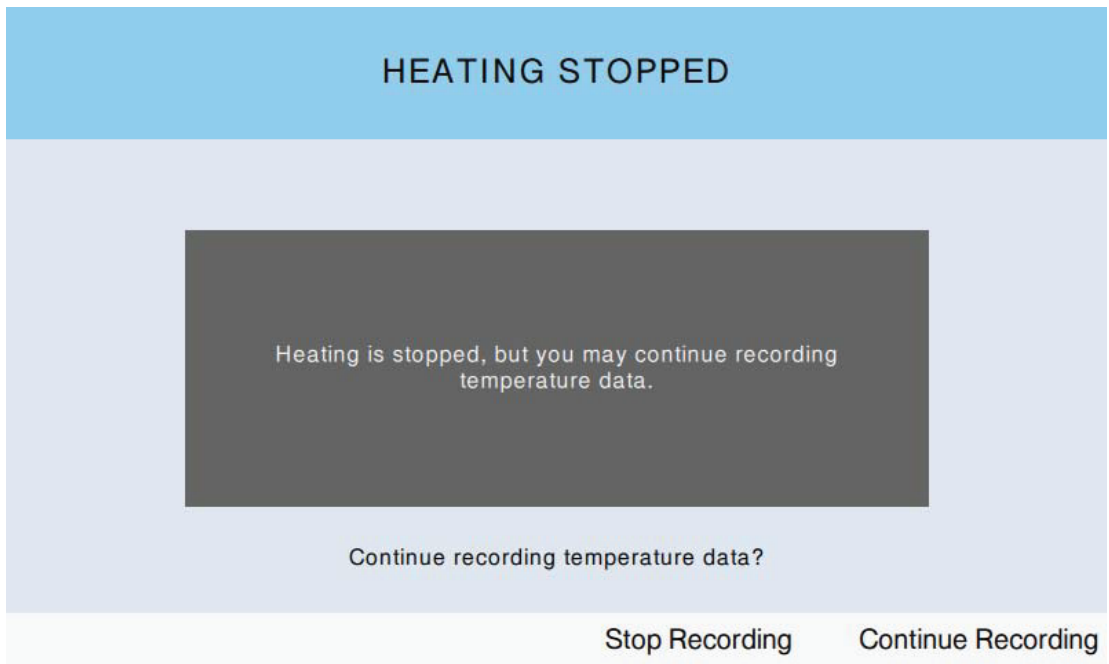 HEATING STOPPED
Heating is stopped, but you may continue recording
temperature data.
Continue recording temperature data?
Stop Recording Continue Recording